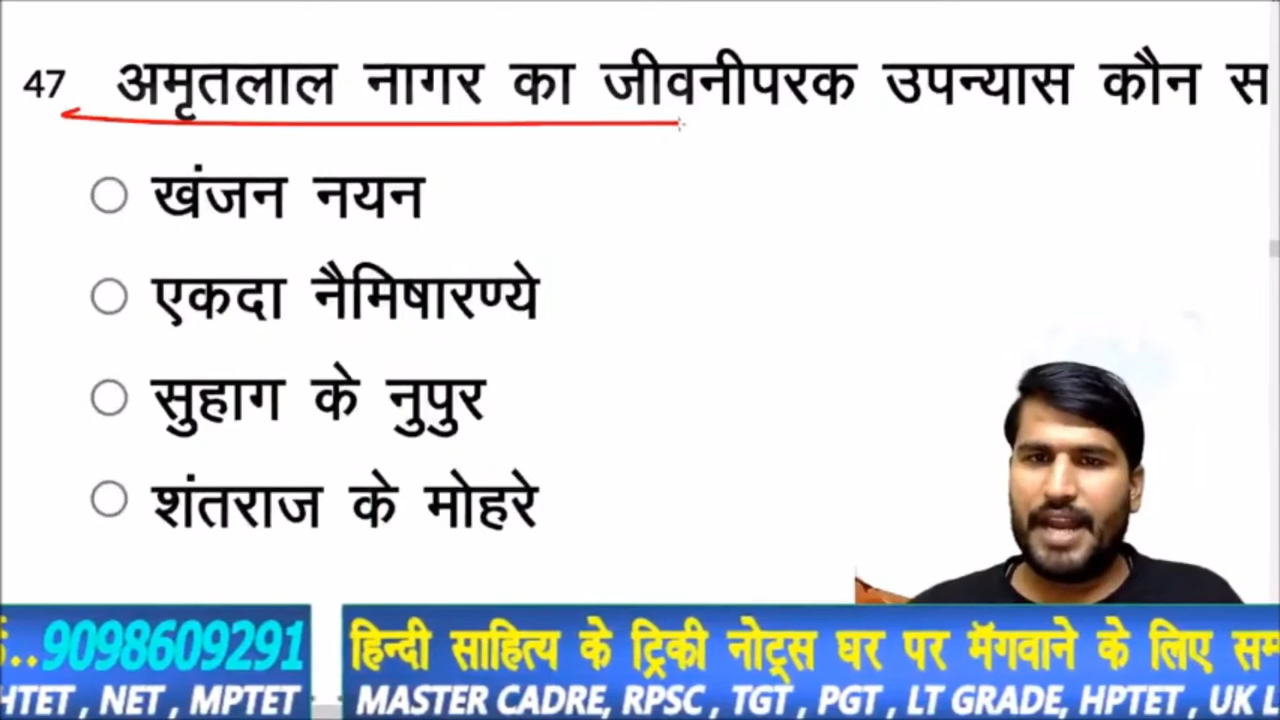 47 अमृतलाल नागर का जीवनीपरक उपन्यास कौन स
खंजन नयन
एकदा नैमिषारण्ये
सुहाग के नुपुर
शंतराज के मोहरे
..9098609291 हिन्दी साहित्य के ट्रिकी नोट्स घर पर मॅगवाने के लिए सम
HTET , NET , MPTET MASTER CADRE, RPSC , TGT , PGT , LT GRADE, HPTET , UK L